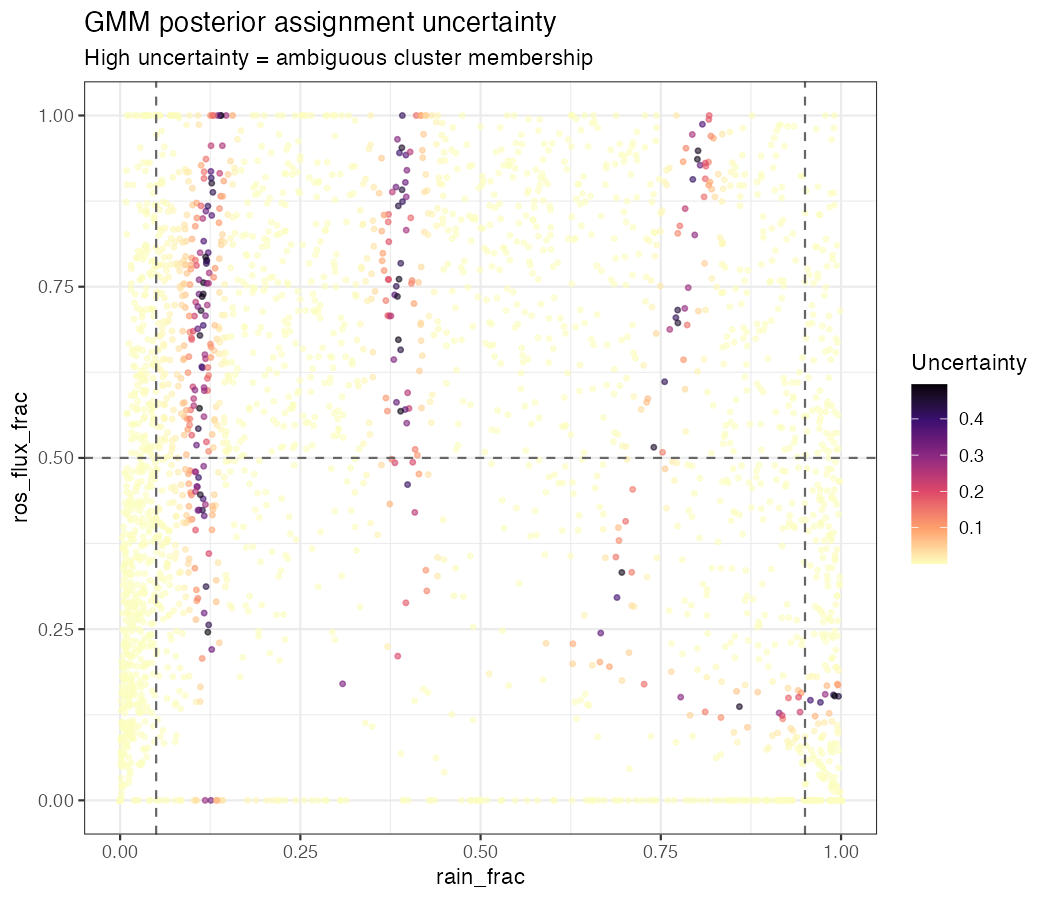 GMM posterior assignment uncertainty
High uncertainty = ambiguous cluster membership
ros_flux_frac
1.00
0.75
0.50
0.25
0.00
0.00 0.25 0.50 0.75 1.00
rain_frac
Uncertainty
0.4
0.3
0.2
0.1